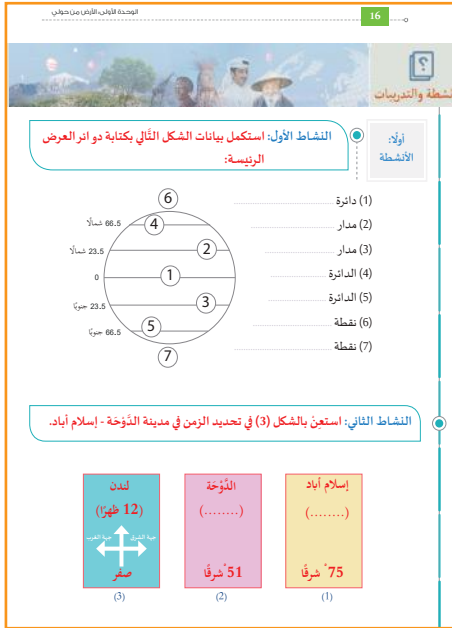 الوحدة الأولى: الأرض من حولي
16
الأنشطة والتدريبات
أولًا:
الأنشطة
النشاط الأول: استكمل بيانات الشكل التَّالي بكتابة دوائر العرض
الرئيسة:
(1) دائرة
(2) مدار
(3) مدار
(4) الدائرة
(5) الدائرة
(6) نقطة
(7) نقطة
6
66.5 شمالًا
4
23.5 شمالًا
2
0
1
23.5 جنوبًا
3
66.5 جنوبًا
5
7
النشاط الثاني: استعِنْ بالشكل (3) في تحديد الزمن في مدينة الدَّوْحَة - إسلام أباد.
إسلام أباد
(........)
75° شرقًا
(1)
الدَّوْحَة
(........)
51° شرقًا
(2)
لندن
(12 ظهرًا)
جهة الشرق
جهة الغرب
صفر
(3)